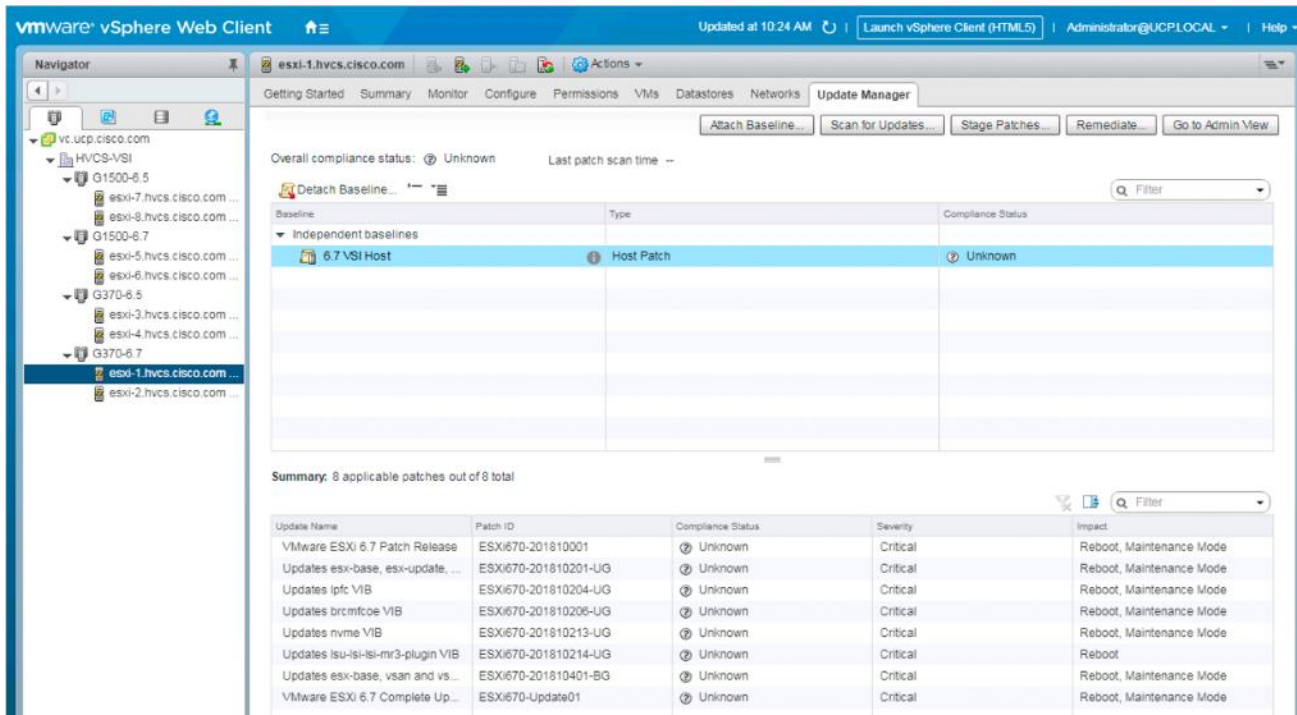 vmware® vSphere Web Client
Updated at 10:24 AM | Launch vSphere Client (HTML5) | Administrator@UCP.LOCAL | Help
Navigator
esxi-1.hvcs.cisco.com Actions
Getting Started Summary Monitor Configure Permissions VMs Datastores Networks Update Manager
Attach Baseline... Scan for Updates... Stage Patches... Remediate... Go to Admin View
vc.ucp.cisco.com
HVCS-VSI
G1500-6.5
esxi-7.hvcs.cisco.com ...
esxi-8.hvcs.cisco.com ...
G1500-6.7
esxi-5.hvcs.cisco.com ...
esxi-6.hvcs.cisco.com ...
G370-6.5
esxi-3.hvcs.cisco.com ...
esxi-4.hvcs.cisco.com ...
G370-6.7
esxi-1.hvcs.cisco.com ...
esxi-2.hvcs.cisco.com ...
Overall compliance status: Unknown Last patch scan time --
Detach Baseline... Filter
Baseline Type Compliance Status
Independent baselines
6.7 VSI Host Host Patch Unknown
Summary: 8 applicable patches out of 8 total
Filter
Update Name Patch ID Compliance Status Severity Impact
VMware ESXi 6.7 Patch Release ESXi670-201810001 Unknown Critical Reboot, Maintenance Mode
Updates esx-base, esx-update, ... ESXi670-201810201-UG Unknown Critical Reboot, Maintenance Mode
Updates lpfc VIB ESXi670-201810204-UG Unknown Critical Reboot, Maintenance Mode
Updates brcmfcoe VIB ESXi670-201810206-UG Unknown Critical Reboot, Maintenance Mode
Updates nvme VIB ESXi670-201810213-UG Unknown Critical Reboot, Maintenance Mode
Updates lsu-lsi-lsi-mr3-plugin VIB ESXi670-201810214-UG Unknown Critical Reboot
Updates esx-base, vsan and vs... ESXi670-201810401-BG Unknown Critical Reboot, Maintenance Mode
VMware ESXi 6.7 Complete Up... ESXi670-Update01 Unknown Critical Reboot, Maintenance Mode